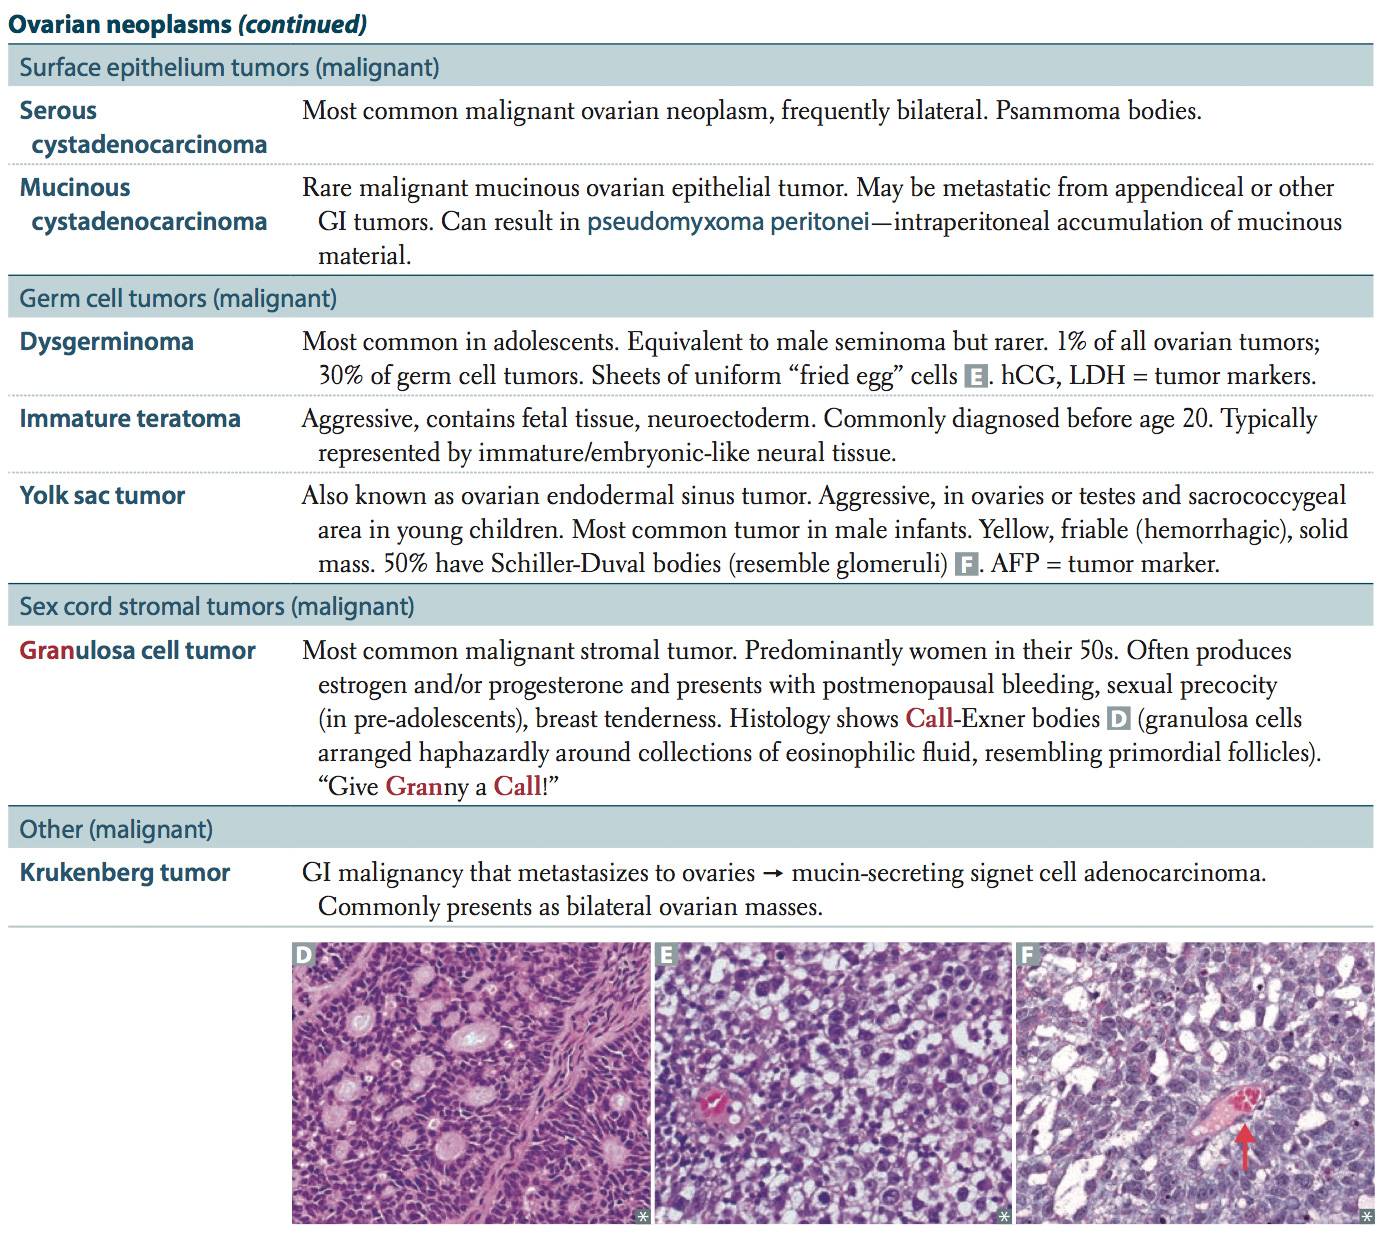 Ovarian neoplasms (continued)
Surface epithelium tumors (malignant)
Serous
cystadenocarcinoma
Most common malignant ovarian neoplasm, frequently bilateral. Psammoma bodies.
Mucinous
cystadenocarcinoma
Rare malignant mucinous ovarian epithelial tumor. May be metastatic from appendiceal or other
GI tumors. Can result in pseudomyxoma peritonei—intraperitoneal accumulation of mucinous
material.
Germ cell tumors (malignant)
Dysgerminoma
Most common in adolescents. Equivalent to male seminoma but rarer. 1% of all ovarian tumors;
30% of germ cell tumors. Sheets of uniform “fried egg” cells E. hCG, LDH = tumor markers.
Immature teratoma
Aggressive, contains fetal tissue, neuroectoderm. Commonly diagnosed before age 20. Typically
represented by immature/embryonic-like neural tissue.
Yolk sac tumor
Also known as ovarian endodermal sinus tumor. Aggressive, in ovaries or testes and sacrococcygeal
area in young children. Most common tumor in male infants. Yellow, friable (hemorrhagic), solid
mass. 50% have Schiller-Duval bodies (resemble glomeruli) F. AFP = tumor marker.
Sex cord stromal tumors (malignant)
Granulosa cell tumor
Most common malignant stromal tumor. Predominantly women in their 50s. Often produces
estrogen and/or progesterone and presents with postmenopausal bleeding, sexual precocity
(in pre-adolescents), breast tenderness. Histology shows Call-Exner bodies D (granulosa cells
arranged haphazardly around collections of eosinophilic fluid, resembling primordial follicles).
“Give Granny a Call!”
Other (malignant)
Krukenberg tumor
GI malignancy that metastasizes to ovaries → mucin-secreting signet cell adenocarcinoma.
Commonly presents as bilateral ovarian masses.
D
E
F